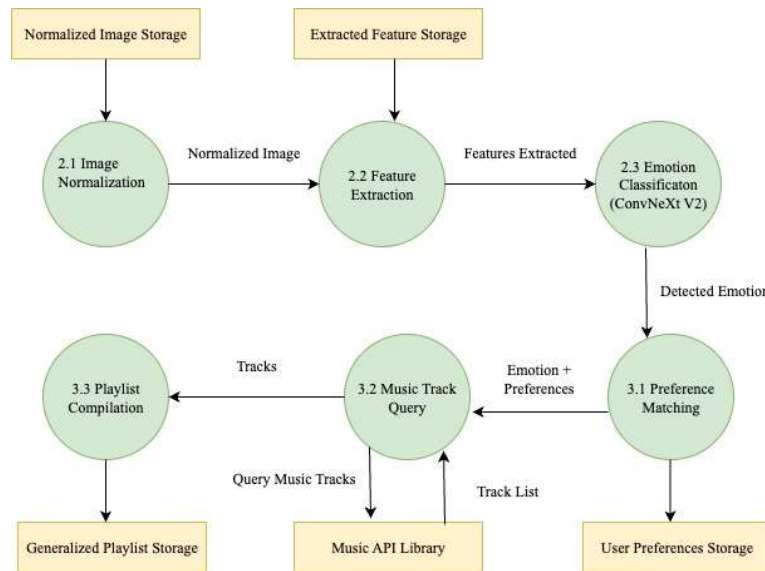 Normalized Image Storage
Extracted Feature Storage
2.1 Image
Normalization
Normalized Image
2.2 Feature
Extraction
Features Extracted
2.3 Emotion
Classificaton
(ConvNeXt V2)
Detected Emotion
3.3 Playlist
Compilation
Tracks
3.2 Music Track
Query
Emotion +
Preferences
3.1 Preference
Matching
Query Music Tracks
Track List
Generalized Playlist Storage
Music API Library
User Preferences Storage